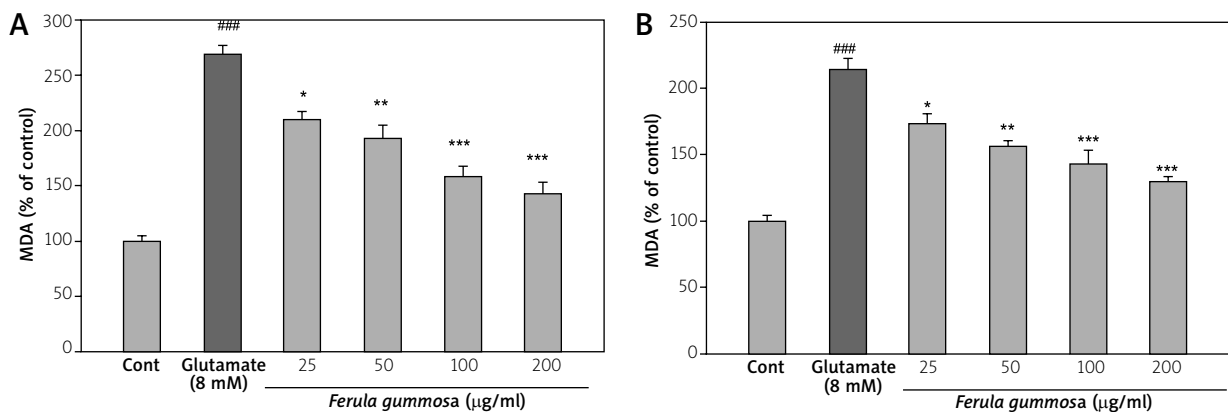 A
MDA (% of control)
300
250
200
150
100
50
0
###
*
**
***
***
Cont
Glutamate
(8 mM)
25
50
100
200
Ferula gummosa (μg/ml)
B
MDA (% of control)
250
200
150
100
50
0
###
*
**
***
***
Cont
Glutamate
(8 mM)
25
50
100
200
Ferula gummosa (μg/ml)